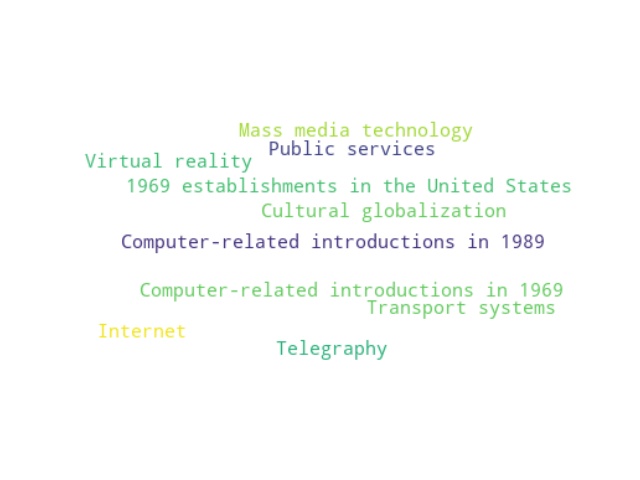 Mass media technology
Public services
Virtual reality
1969 establishments in the United States
Cultural globalization
Computer-related introductions in 1989
Computer-related introductions in 1969
Transport systems
Internet
Telegraphy